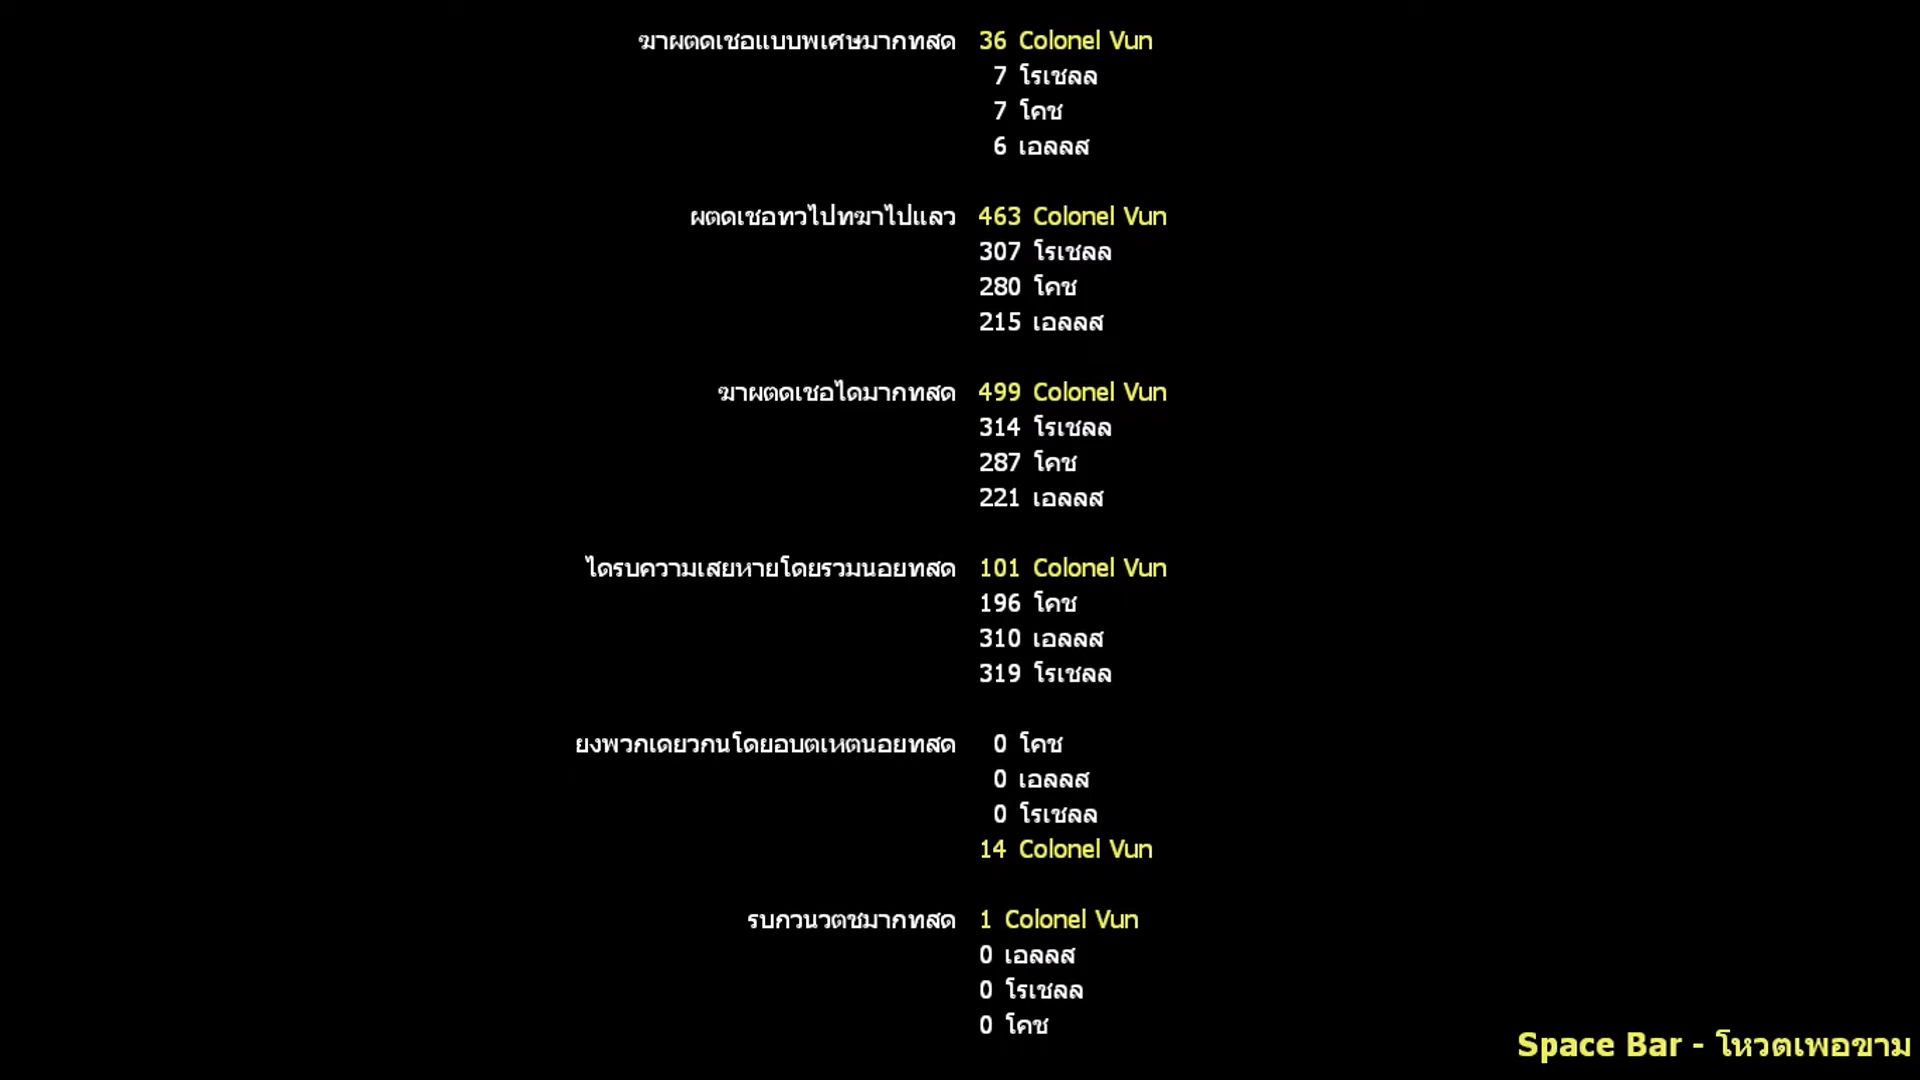 ฆาผตดเชอแบบพเศษมากทสด 36 Colonel Vun
7 โรเชลล
7 โคช
6 เอลลส
ผตดเชอทวไปทฆาไปแลว 463 Colonel Vun
307 โรเชลล
280 โคช
215 เอลลส
ฆาผตดเชอไดมากทสด 499 Colonel Vun
314 โรเชลล
287 โคช
221 เอลลส
ไดรบความเสยหายโดยรวมนอยทสด 101 Colonel Vun
196 โคช
310 เอลลส
319 โรเชลล
ยงพวกเดยวกนโดยอบตเหตนอยทสด 0 โคช
0 เอลลส
0 โรเชลล
14 Colonel Vun
รบกวนวตชมากทสด 1 Colonel Vun
0 เอลลส
0 โรเชลล
0 โคช
Space Bar - โหวตเพอขาม